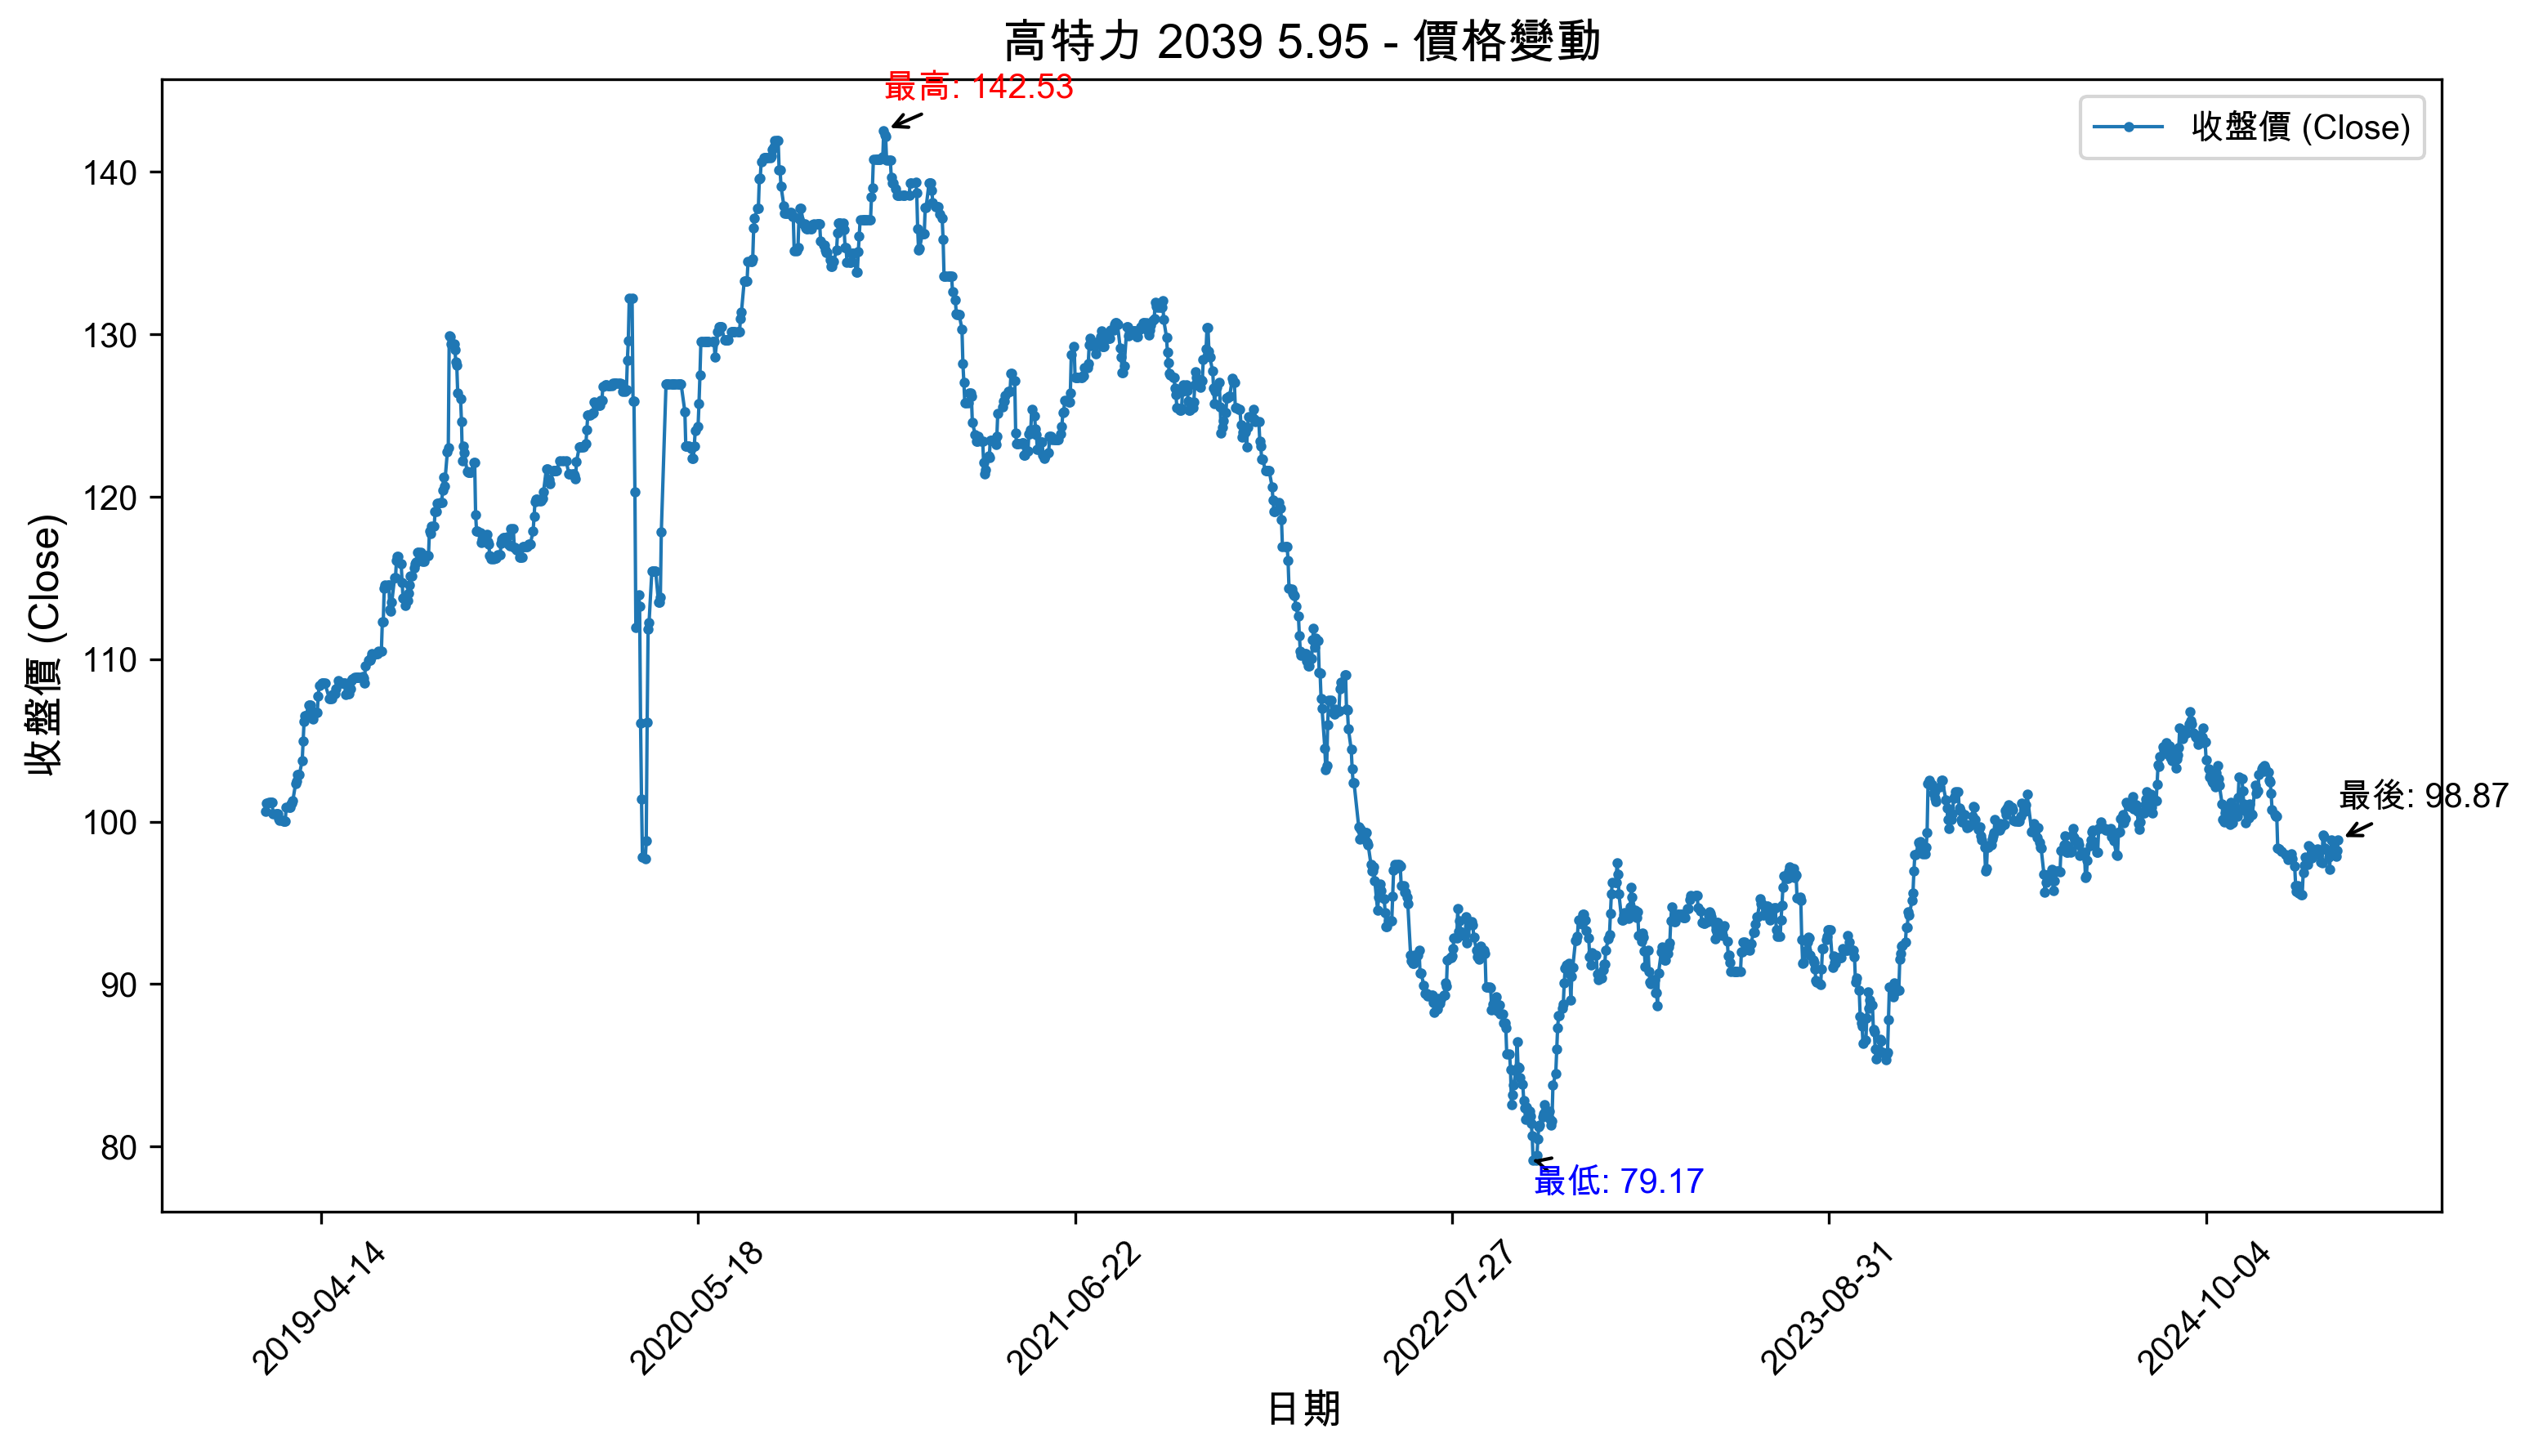 高特力 2039 5.95 - 價格變動
最高: 142.53
收盤價 (Close)
140
130
120
110
100
90
80
收盤價 (Close)
最後: 98.87
最低: 79.17
2019-04-14
2020-05-18
2021-06-22
2022-07-27
2023-08-31
2024-10-04
日期